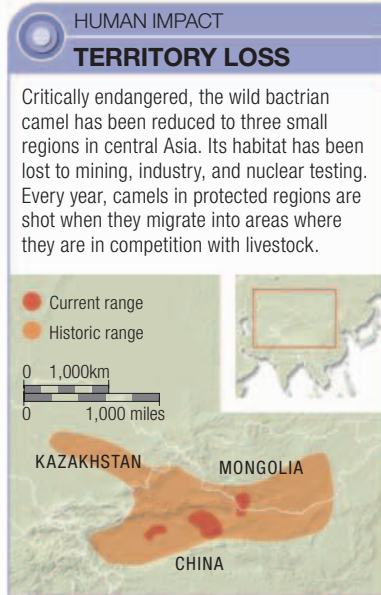 HUMAN IMPACT
TERRITORY LOSS
Critically endangered, the wild bactrian
camel has been reduced to three small
regions in central Asia. Its habitat has been
lost to mining, industry, and nuclear testing.
Every year, camels in protected regions are
shot when they migrate into areas where
they are in competition with livestock.
Current range
Historic range
0 1,000km
0 1,000 miles
KAZAKHSTAN
MONGOLIA
CHINA